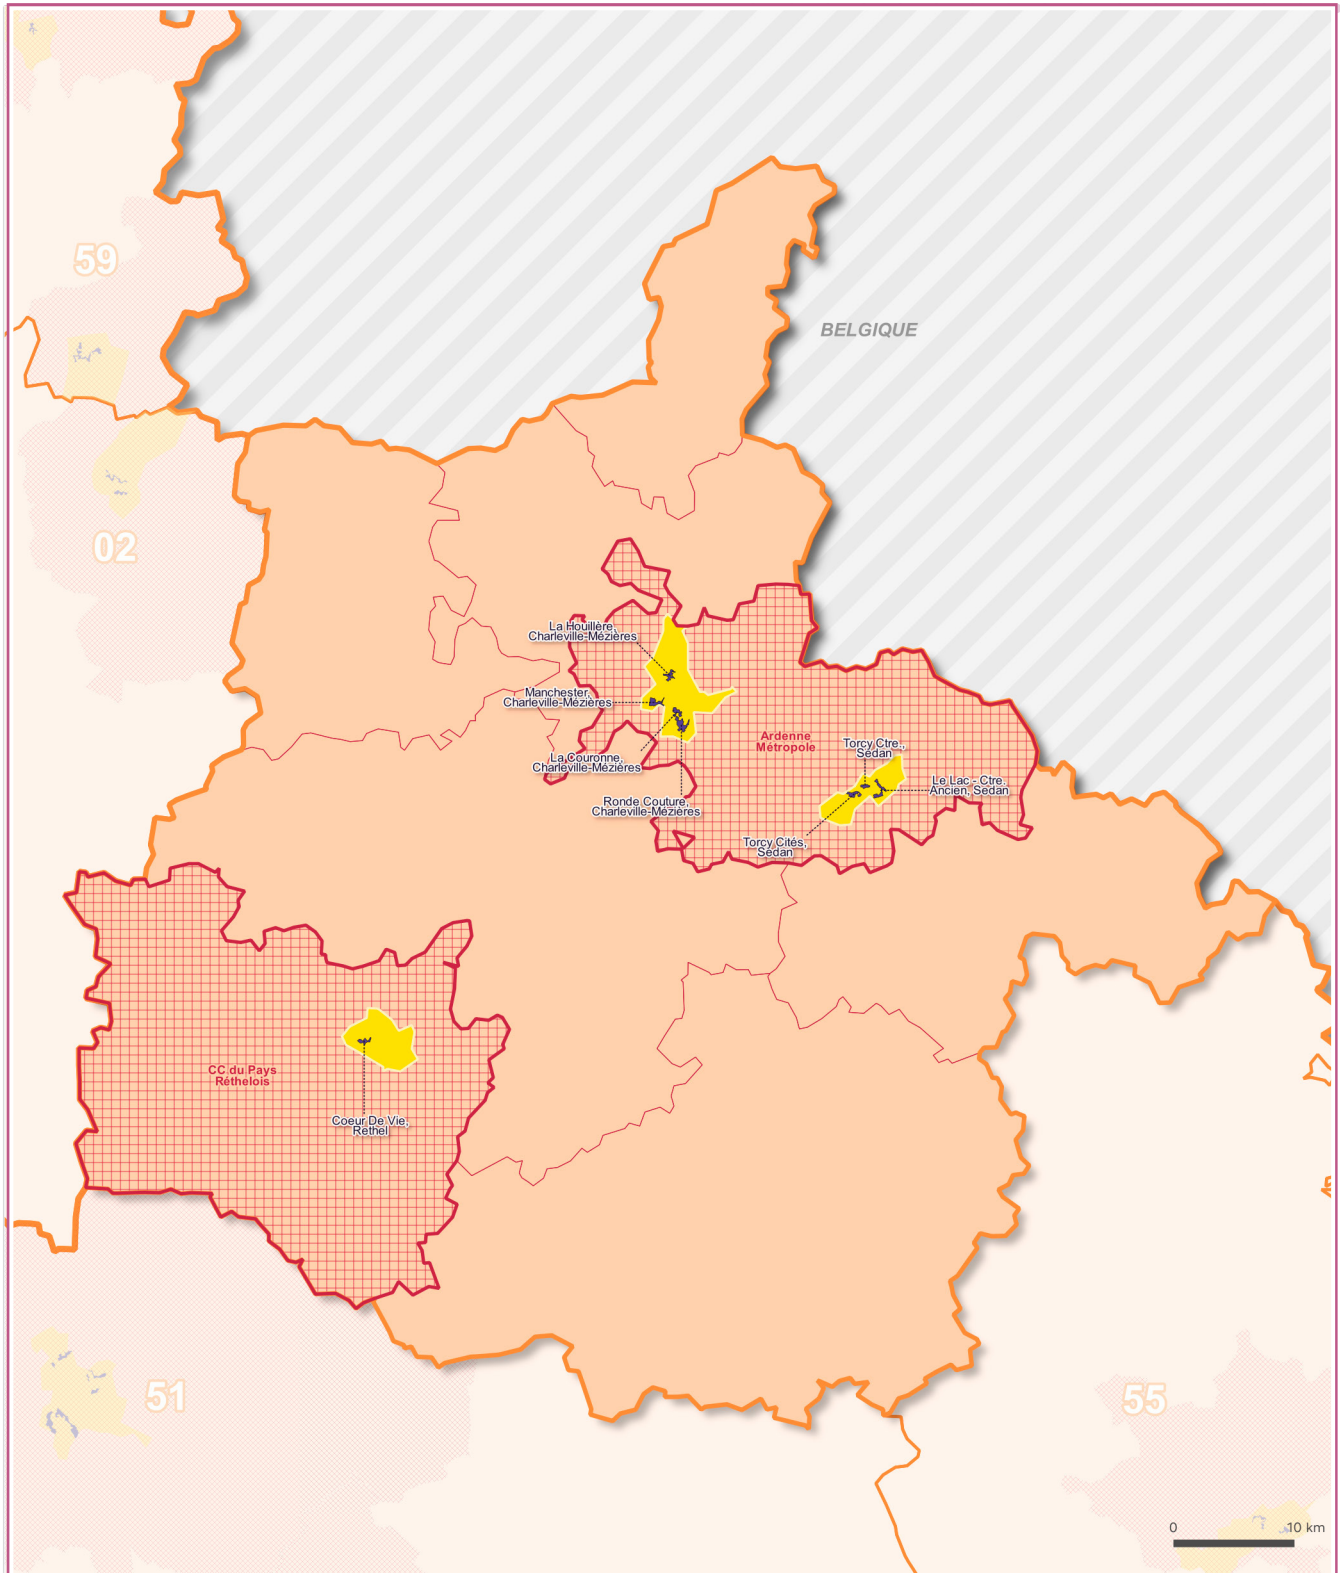 59
BELGIQUE
02
La Houillère,
Charleville-Mézières
Manchester,
Charleville-Mézières
Ardenne
Métropole
Torcy Ctre.,
Sedan
La Couronne,
Charleville-Mézières
Le Lac - Ctre.
Ancien, Sedan
Ronde Couture,
Charleville-Mézières
Torcy Cités,
Sedan
CC du Pays
Réthelois
Coeur De Vie,
Rethel
51
55
0 10 km